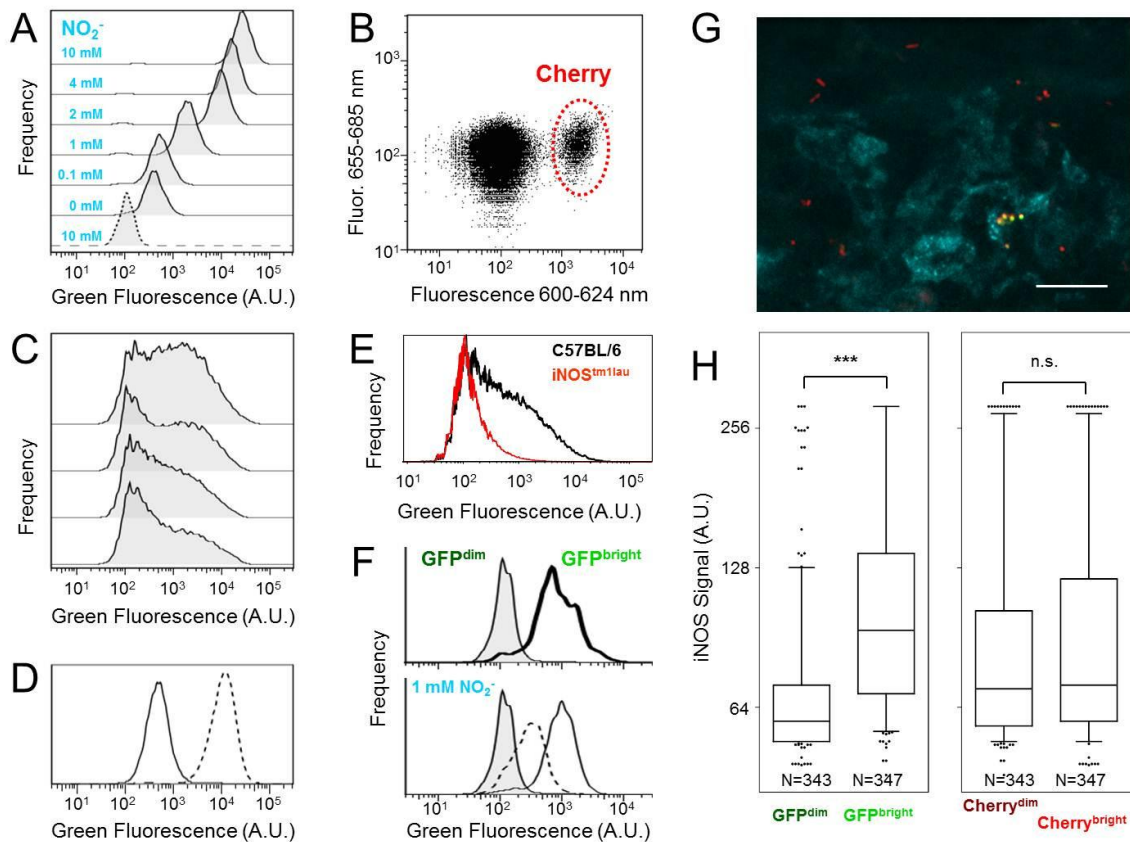 A
NO₂⁻
10 mM
4 mM
2 mM
1 mM
0.1 mM
0 mM
10 mM
Frequency
10¹ 10² 10³ 10⁴ 10⁵
Green Fluorescence (A.U.)
B
Cherry
Fluor. 655-685 nm
10³
10²
10¹
10¹ 10² 10³ 10⁴
Fluorescence 600-624 nm
C
Frequency
10¹ 10² 10³ 10⁴ 10⁵
Green Fluorescence (A.U.)
D
10¹ 10² 10³ 10⁴ 10⁵
Green Fluorescence (A.U.)
E
C57BL/6
iNOStm1lau
Frequency
10¹ 10² 10³ 10⁴ 10⁵
Green Fluorescence (A.U.)
F
GFPdim GFPbright
10¹ 10² 10³ 10⁴
1 mM NO₂⁻
Frequency
10¹ 10² 10³ 10⁴
Green Fluorescence (A.U.)
G
H
*** n.s.
iNOS Signal (A.U.)
256
128
64
N=343 N=347 N=343 N=347
GFPdim GFPbright Cherrydim Cherrybright